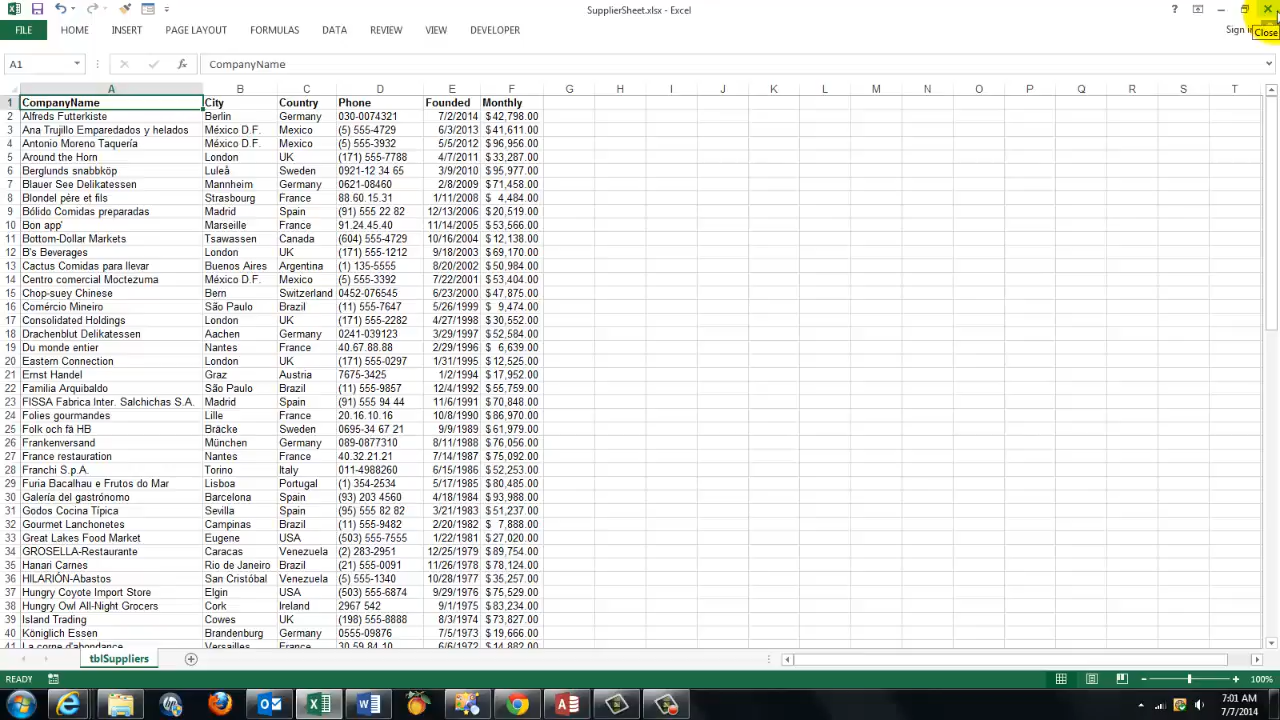 SupplierSheet.xlsx - Excel
FILE HOME INSERT PAGE LAYOUT FORMULAS DATA REVIEW VIEW DEVELOPER Sign in
Close
A1 fx CompanyName
A B C D E F G H I J K L M N O P Q R S T
1 CompanyName City Country Phone Founded Monthly
2 Alfreds Futterkiste Berlin Germany 030-0074321 7/2/2014 $ 42,798.00
3 Ana Trujillo Emparedados y helados México D.F. Mexico (5) 555-4729 6/3/2013 $ 41,611.00
4 Antonio Moreno Taquería México D.F. Mexico (5) 555-3932 5/5/2012 $ 96,956.00
5 Around the Horn London UK (171) 555-7788 4/7/2011 $ 33,287.00
6 Berglunds snabbköp Luleå Sweden 0921-12 34 65 3/9/2010 $ 95,977.00
7 Blauer See Delikatessen Mannheim Germany 0621-08460 2/8/2009 $ 71,458.00
8 Blondel père et fils Strasbourg France 88.60.15.31 1/11/2008 $ 4,484.00
9 Bólido Comidas preparadas Madrid Spain (91) 555 22 82 12/13/2006 $ 20,519.00
10 Bon app' Marseille France 91.24.45.40 11/14/2005 $ 53,566.00
11 Bottom-Dollar Markets Tsawassen Canada (604) 555-4729 10/16/2004 $ 12,138.00
12 B's Beverages London UK (171) 555-1212 9/18/2003 $ 69,170.00
13 Cactus Comidas para llevar Buenos Aires Argentina (1) 135-5555 8/20/2002 $ 50,984.00
14 Centro comercial Moctezuma México D.F. Mexico (5) 555-3392 7/22/2001 $ 53,404.00
15 Chop-suey Chinese Bern Switzerland 0452-076545 6/23/2000 $ 47,875.00
16 Comércio Mineiro São Paulo Brazil (11) 555-7647 5/26/1999 $ 9,474.00
17 Consolidated Holdings London UK (171) 555-2282 4/27/1998 $ 30,552.00
18 Drachenblut Delikatessen Aachen Germany 0241-039123 3/29/1997 $ 52,584.00
19 Du monde entier Nantes France 40.67.88.88 2/29/1996 $ 6,639.00
20 Eastern Connection London UK (171) 555-0297 1/31/1995 $ 12,525.00
21 Ernst Handel Graz Austria 7675-3425 1/2/1994 $ 17,952.00
22 Familia Arquibaldo São Paulo Brazil (11) 555-9857 12/4/1992 $ 55,759.00
23 FISSA Fabrica Inter. Salchichas S.A. Madrid Spain (91) 555 94 44 11/6/1991 $ 70,848.00
24 Folies gourmandes Lille France 20.16.10.16 10/8/1990 $ 86,970.00
25 Folk och fä HB Bräcke Sweden 0695-34 67 21 9/9/1989 $ 61,979.00
26 Frankenversand München Germany 089-0877310 8/11/1988 $ 76,056.00
27 France restauration Nantes France 40.32.21.21 7/14/1987 $ 75,092.00
28 Franchi S.p.A. Torino Italy 011-4988260 6/15/1986 $ 52,253.00
29 Furia Bacalhau e Frutos do Mar Lisboa Portugal (1) 354-2534 5/17/1985 $ 80,485.00
30 Galería del gastrónomo Barcelona Spain (93) 203 4560 4/18/1984 $ 93,988.00
31 Godos Cocina Típica Sevilla Spain (95) 555 82 82 3/21/1983 $ 51,237.00
32 Gourmet Lanchonetes Campinas Brazil (11) 555-9482 2/20/1982 $ 7,888.00
33 Great Lakes Food Market Eugene USA (503) 555-7555 1/22/1981 $ 27,020.00
34 GROSELLA-Restaurante Caracas Venezuela (2) 283-2951 12/25/1979 $ 89,754.00
35 Hanari Carnes Rio de Janeiro Brazil (21) 555-0091 11/26/1978 $ 78,124.00
36 HILARIÓN-Abastos San Cristóbal Venezuela (5) 555-1340 10/28/1977 $ 35,257.00
37 Hungry Coyote Import Store Elgin USA (503) 555-6874 9/29/1976 $ 75,529.00
38 Hungry Owl All-Night Grocers Cork Ireland 2967 542 9/1/1975 $ 83,234.00
39 Island Trading Cowes UK (198) 555-8888 8/3/1974 $ 73,827.00
40 Königlich Essen Brandenburg Germany 0555-09876 7/5/1973 $ 19,666.00
41 La corne d'abondance Versailles France 30.59.84.10 6/6/1972 $ 14,882.00
tblSuppliers
READY 100%
7:01 AM
7/7/2014